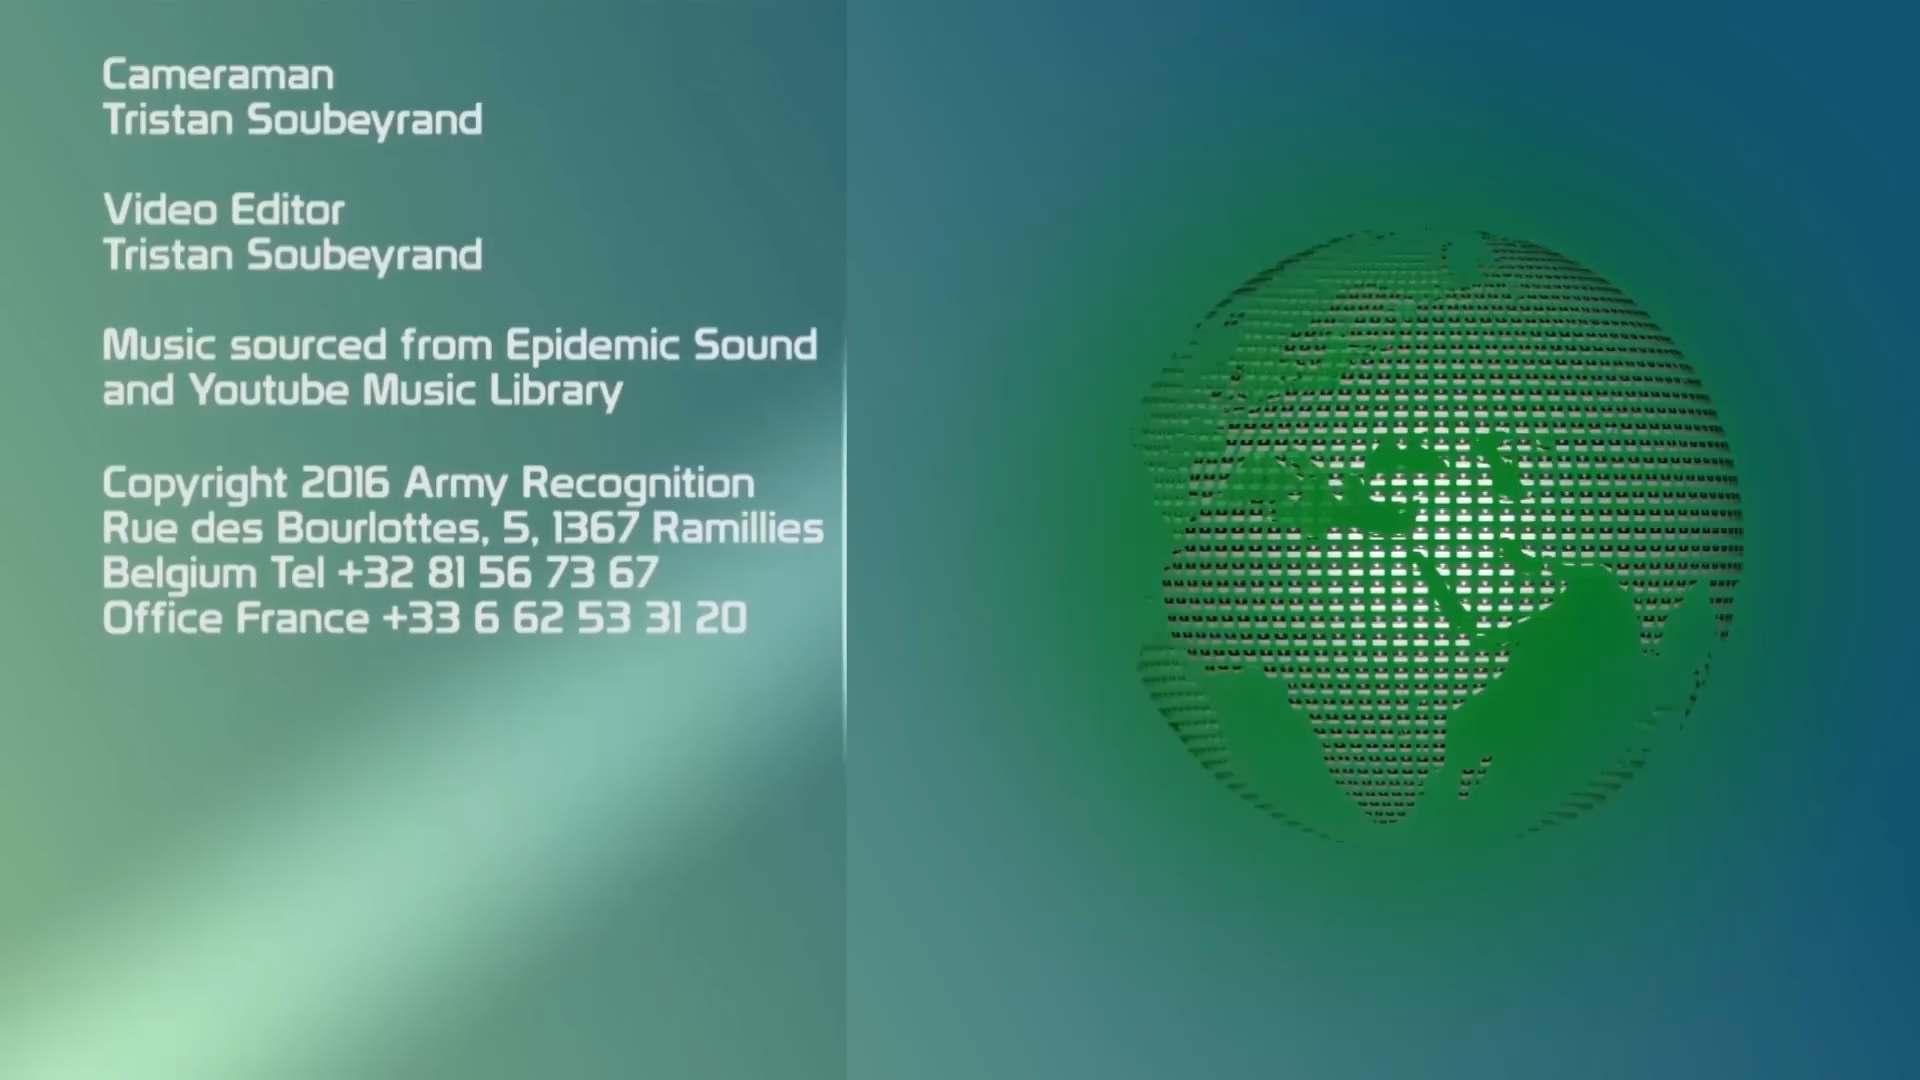 Cameraman
Tristan Soubeyrand
Video Editor
Tristan Soubeyrand
Music sourced from Epidemic Sound
and Youtube Music Library
Copyright 2016 Army Recognition
Rue des Bourlottes, 5, 1367 Ramillies
Belgium Tel +32 81 56 73 67
Office France +33 6 62 53 31 20